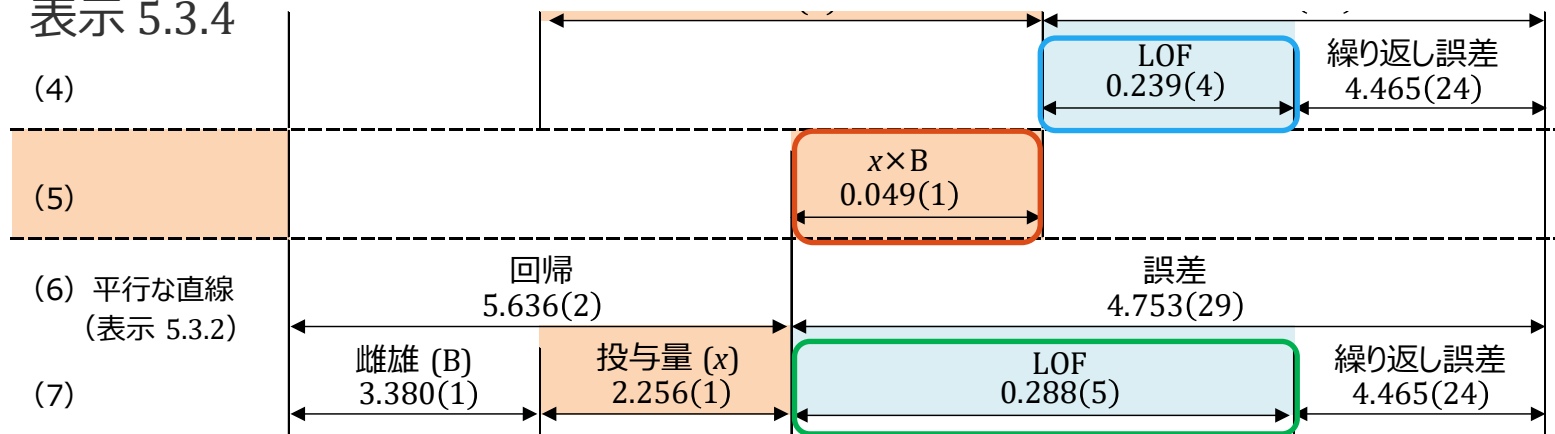 表示 5.3.4
(4)
LOF
0.239(4)
繰り返し誤差
4.465(24)
(5)
x×B
0.049(1)
(6) 平行な直線
(表示 5.3.2)
回帰
5.636(2)
誤差
4.753(29)
(7)
雌雄 (B)
3.380(1)
投与量 (x)
2.256(1)
LOF
0.288(5)
繰り返し誤差
4.465(24)